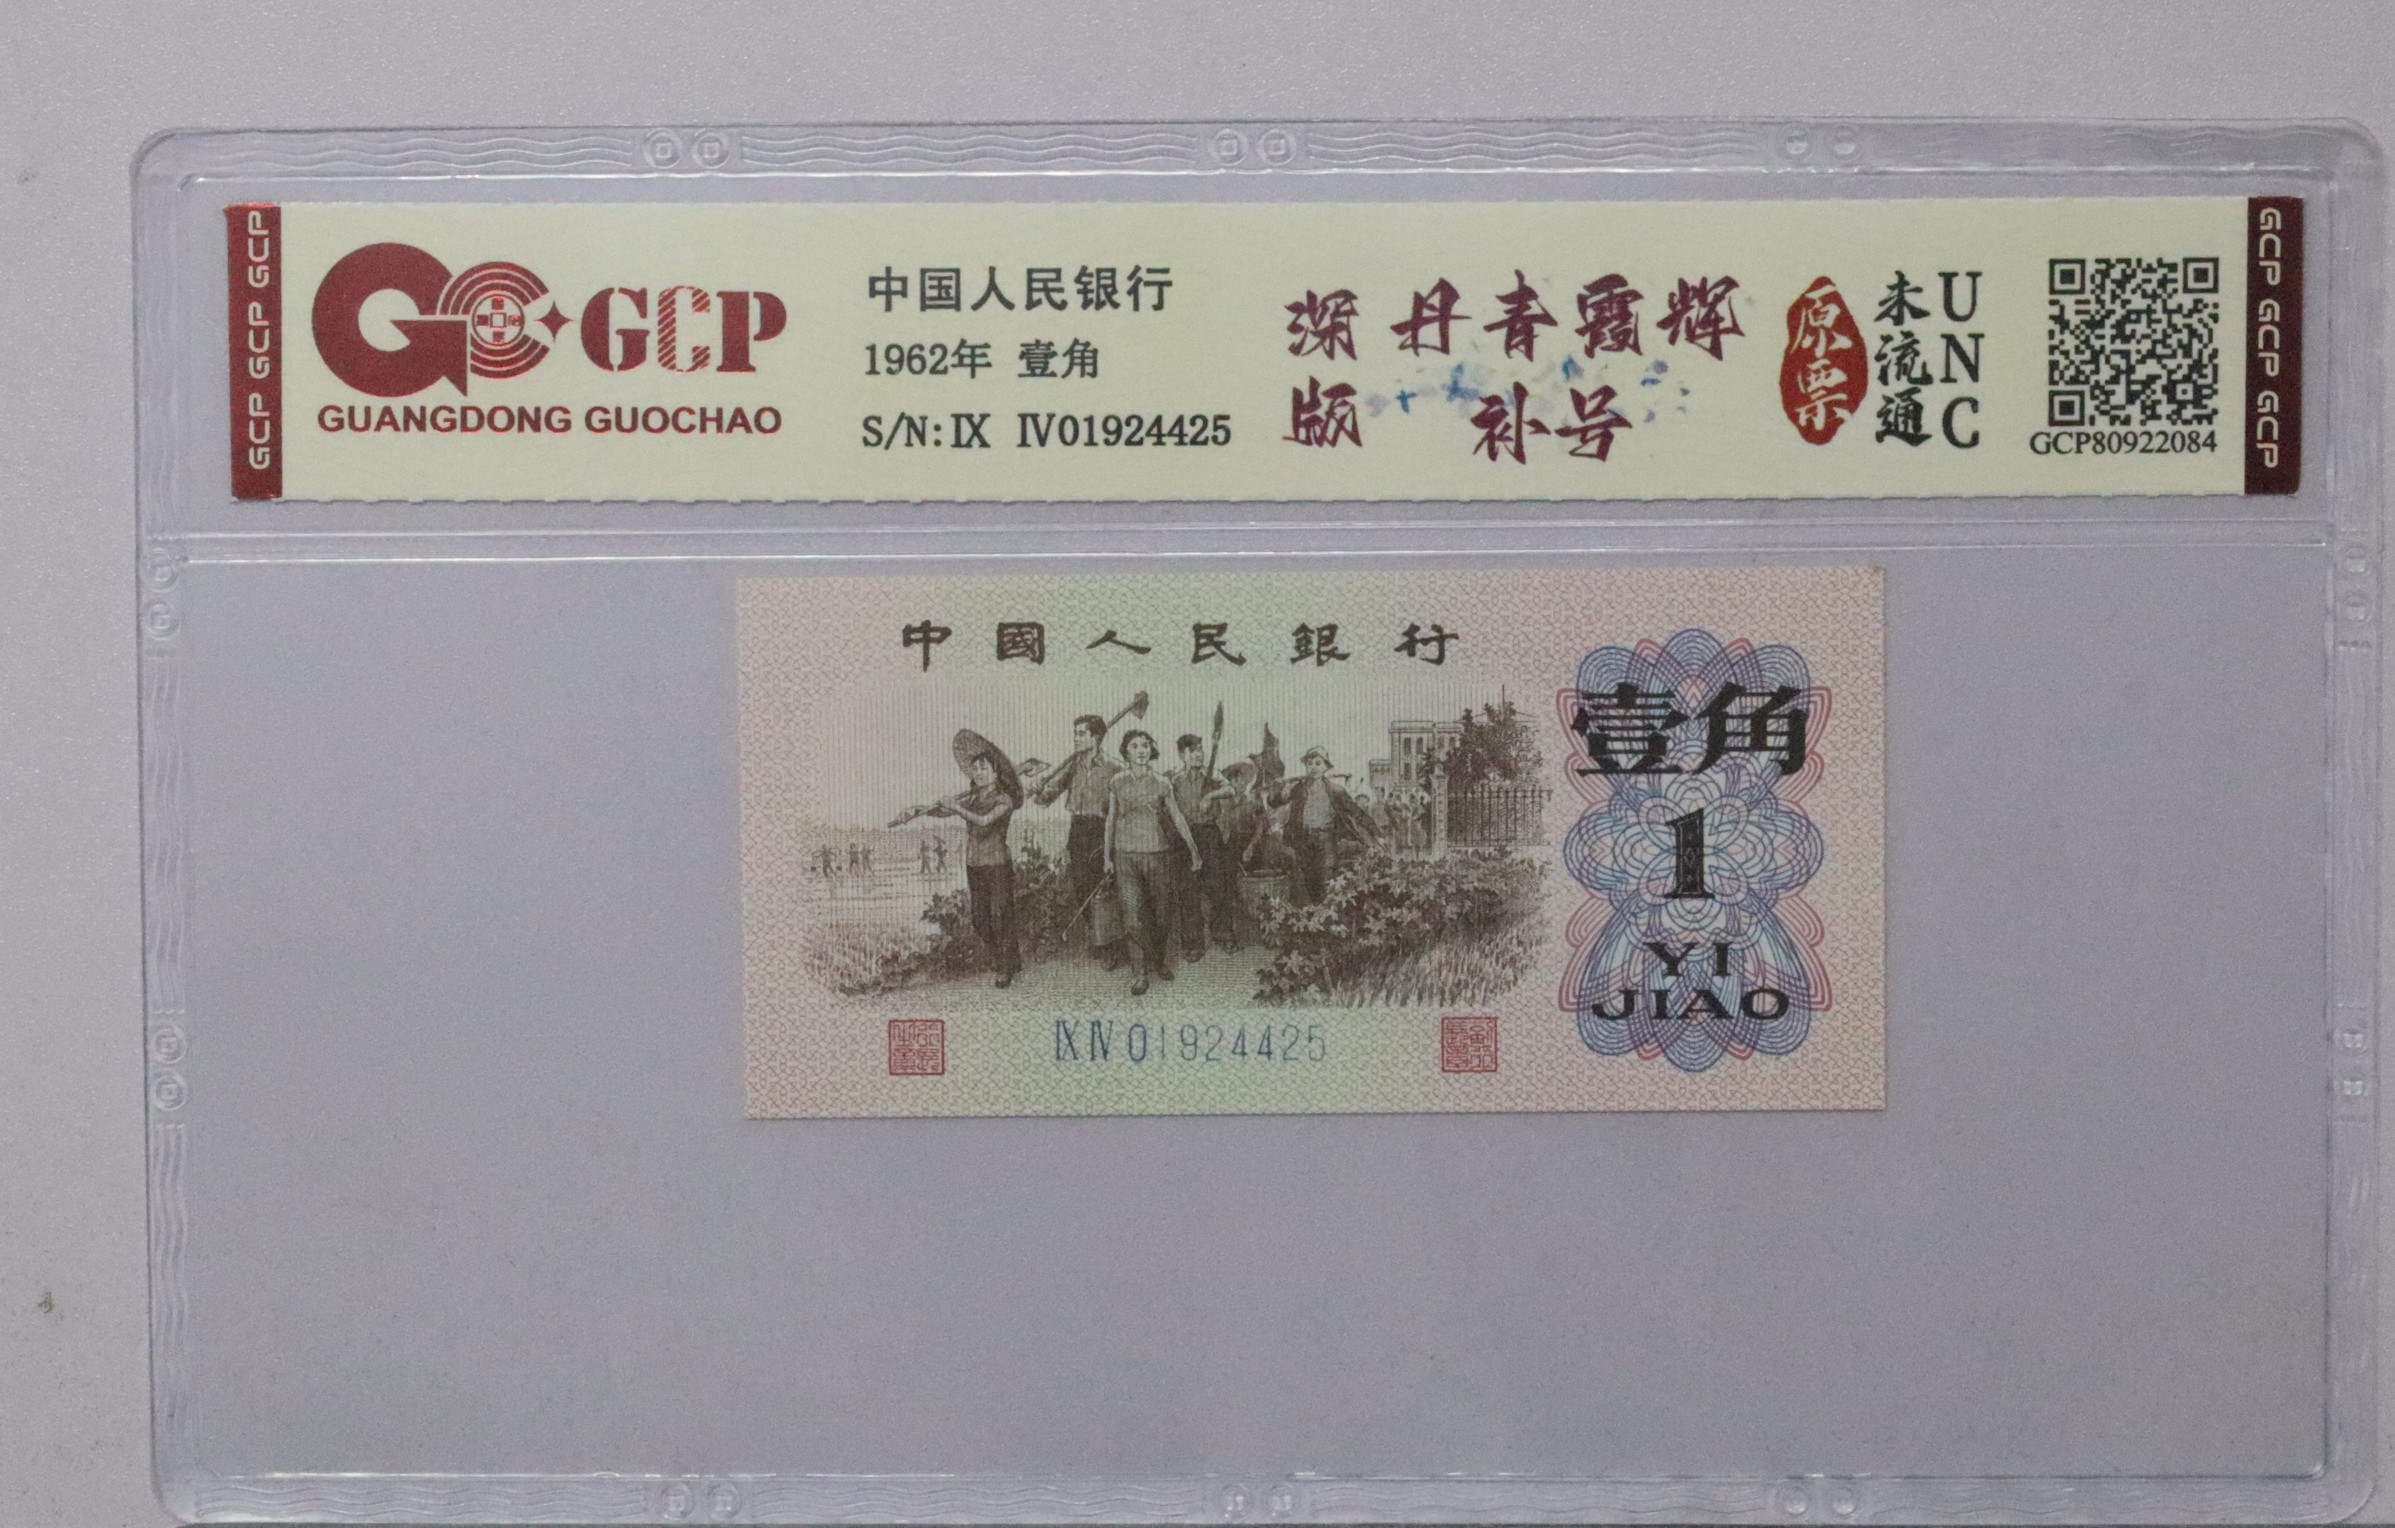 GCP GCP GCP
GCP
GUANGDONG GUOCHAO
中国人民银行
1962年 壹角
S/N: IX IV01924425
深 丹青霞辉
版 补号
原票
未流通
UNC
GCP80922084
GCP GCP GCP
中國人民銀行
壹角
1
YI
JIAO
IX IV 01924425